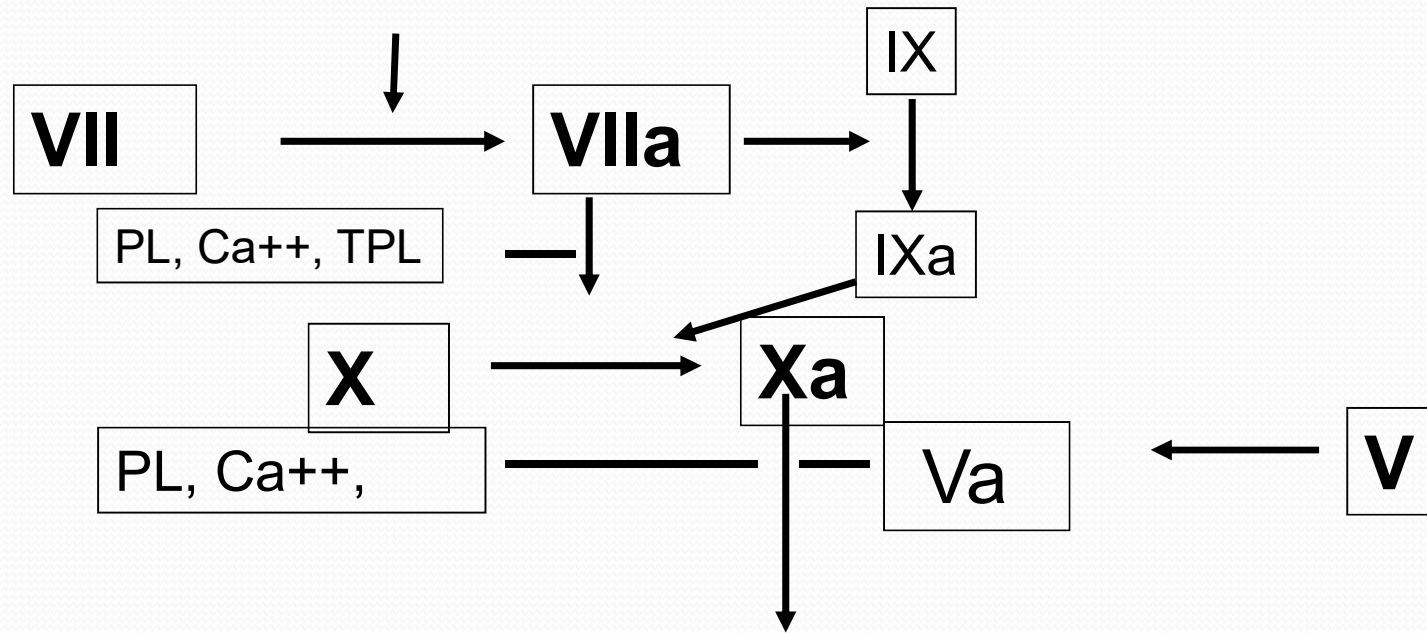 IX
VII
VIIa
PL, Ca++, TPL
IXa
X
Xa
PL, Ca++,
Va
V